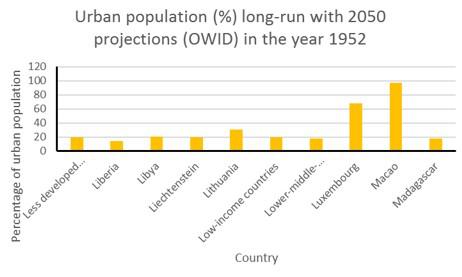 Urban population (%) long-run with 2050
projections (OWID) in the year 1952
Percentage of urban population
120
100
80
60
40
20
0
Less developed...
Liberia
Libya
Liechtenstein
Lithuania
Low-income countries
Lower-middle-...
Luxembourg
Macao
Madagascar
Country